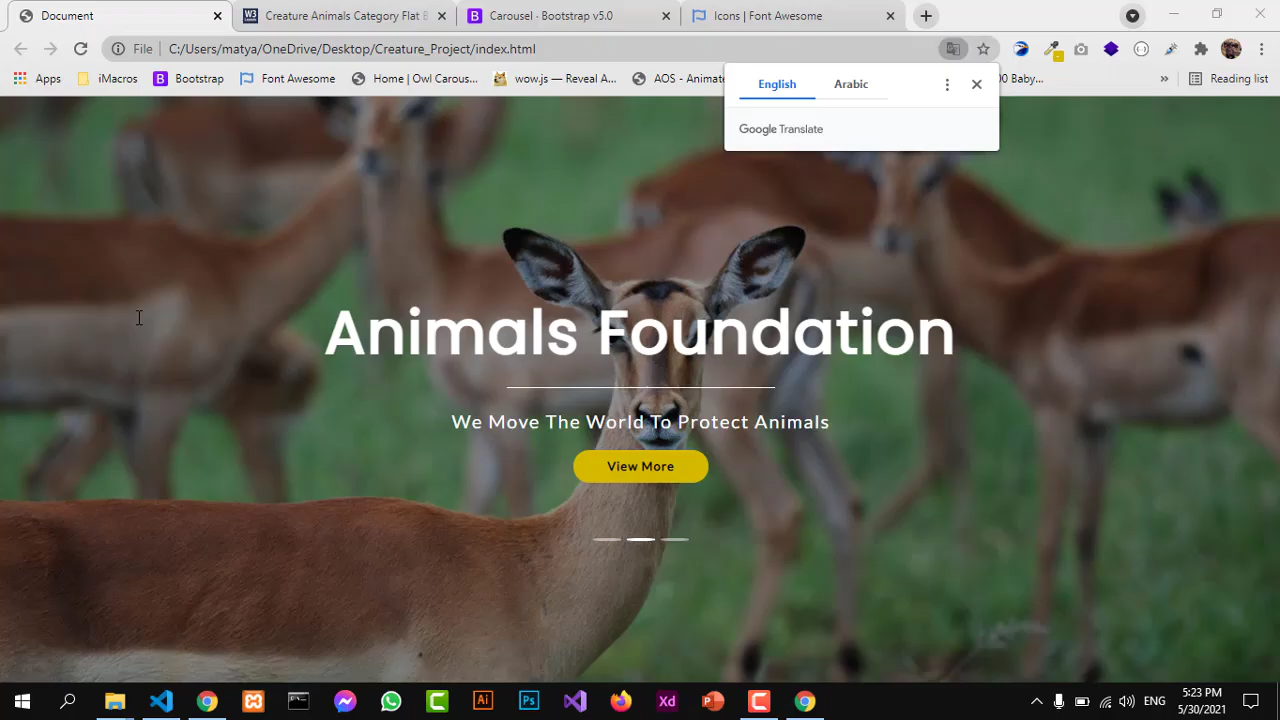 Document
Creature Animals Category Flat B
Carousel · Bootstrap v5.0
Icons | Font Awesome
File
C:/Users/matya/OneDrive/Desktop/Creature_Project/index.html
Apps
iMacros
Bootstrap
Font Awesome
Home | Owl Carous...
wow.js — Reveal A...
AOS - Animate
00 Baby...
Reading list
English
Arabic
Google Translate
Animals Foundation
We Move The World To Protect Animals
View More
ENG
5:23 PM
5/30/2021